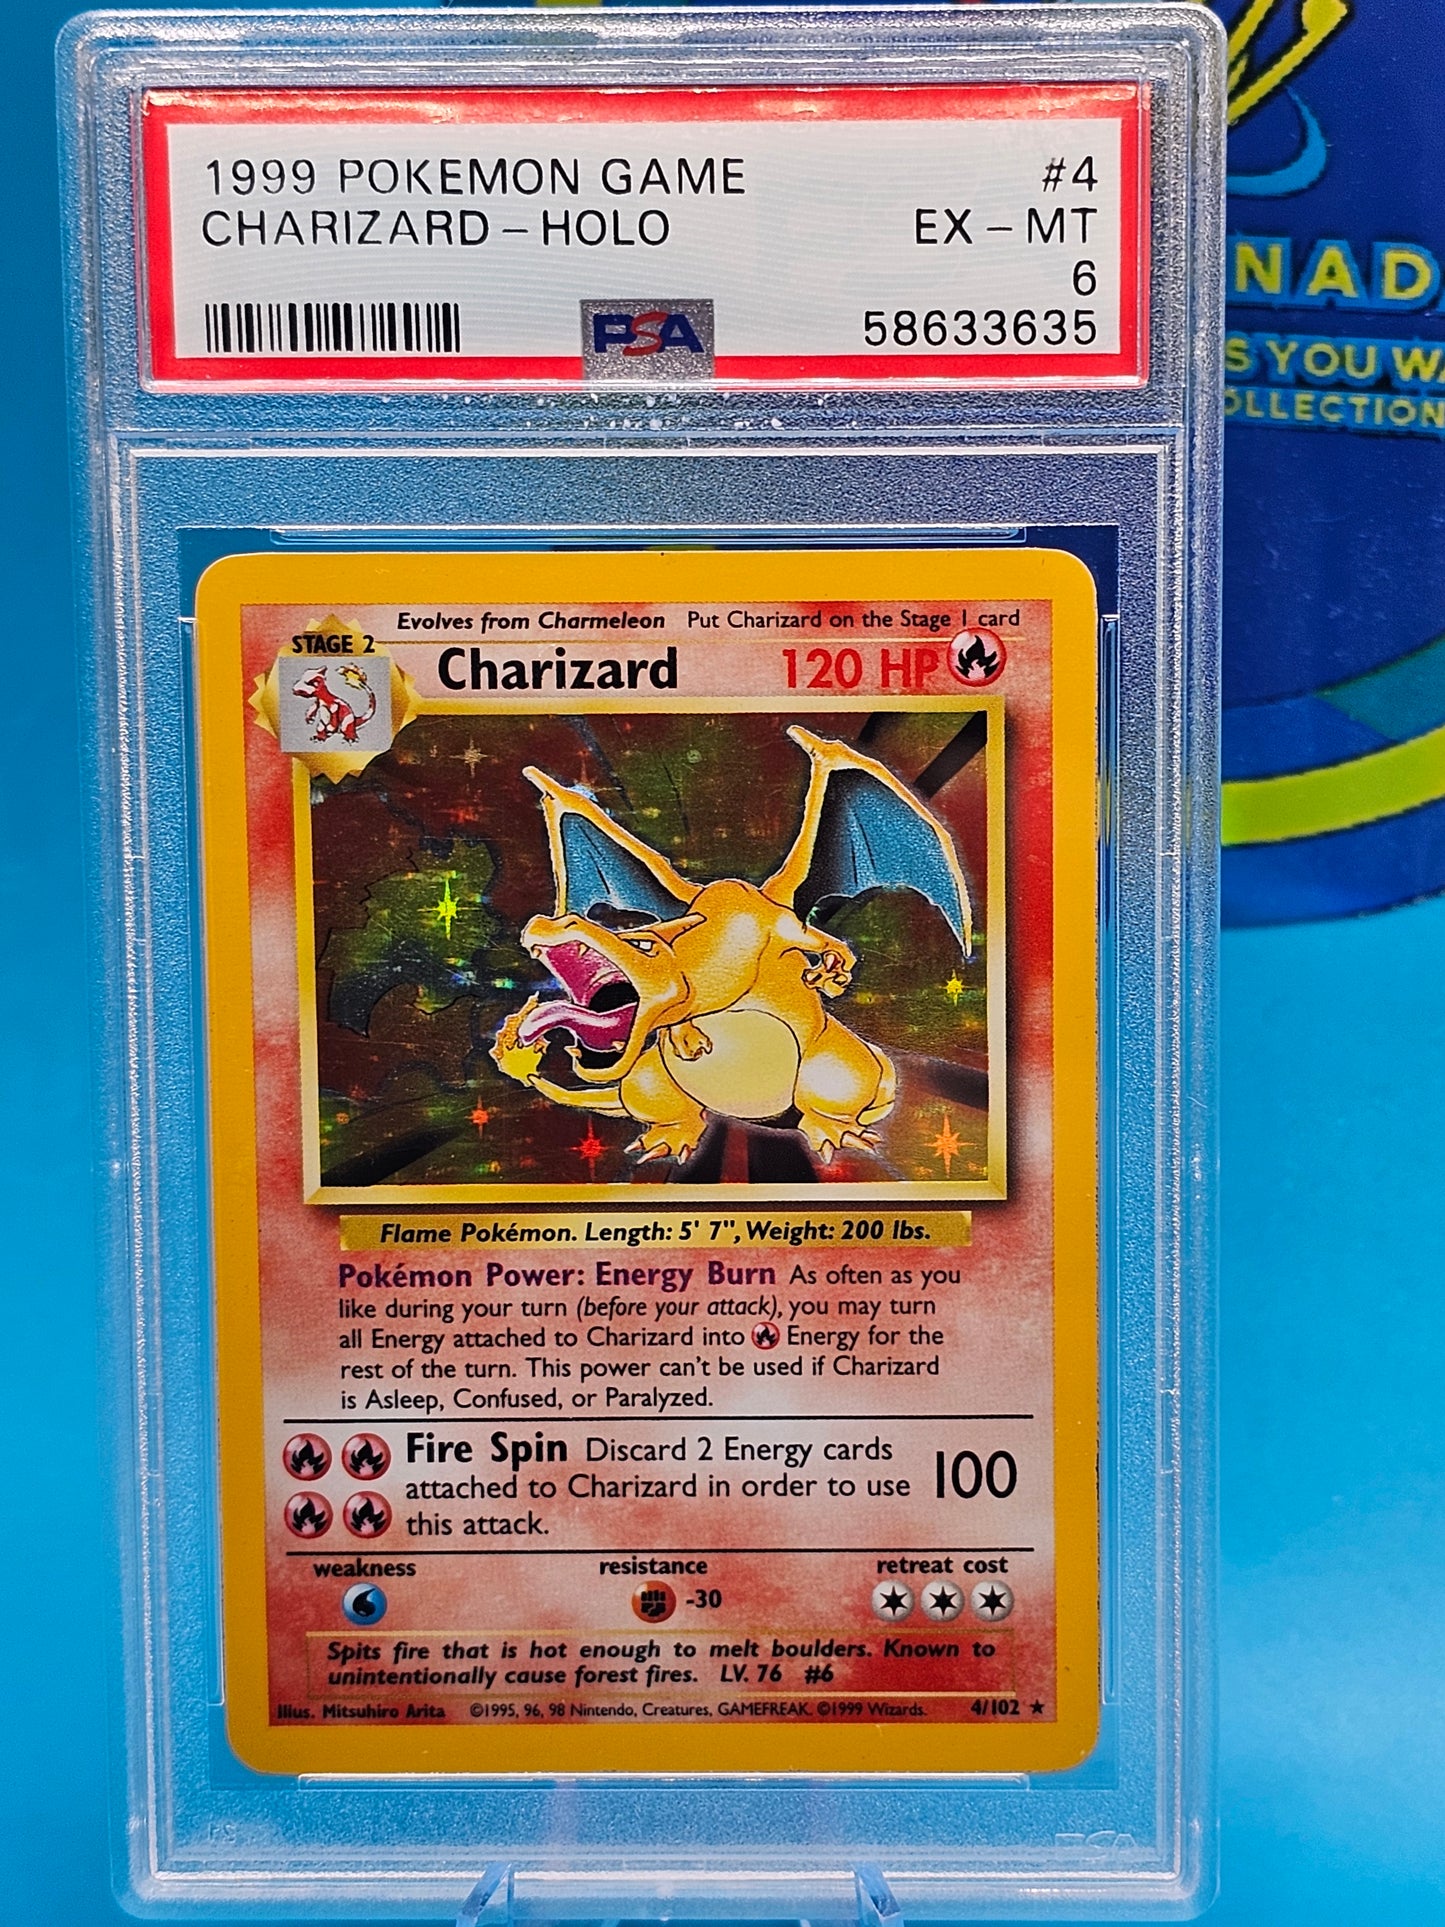 1999 POKEMON GAME #4
CHARIZARD - HOLO EX - MT
6
PSA 58633635
NAD
S YOU WA
OLLECTION
Evolves from Charmeleon Put Charizard on the Stage 1 card
STAGE 2
Charizard 120 HP
Flame Pokémon. Length: 5' 7", Weight: 200 lbs.
Pokémon Power: Energy Burn As often as you
like during your turn (before your attack), you may turn
all Energy attached to Charizard into Energy for the
rest of the turn. This power can't be used if Charizard
is Asleep, Confused, or Paralyzed.
Fire Spin Discard 2 Energy cards
attached to Charizard in order to use 100
this attack.
weakness resistance retreat cost
-30
Spits fire that is hot enough to melt boulders. Known to
unintentionally cause forest fires. LV. 76 #6
Illus. Mitsuhiro Arita ©1995, 96, 98 Nintendo, Creatures, GAMEFREAK. ©1999 Wizards. 4/102 ★
PSA